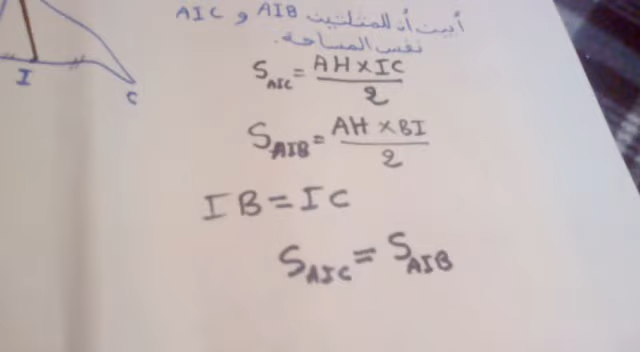 أثبت أن المثلثين AIB و AIC
نفس المساحة.
S_AIC = AH×IC / 2
S_AIB = AH×BI / 2
IB=IC
S_AIC = S_AIB
I
C